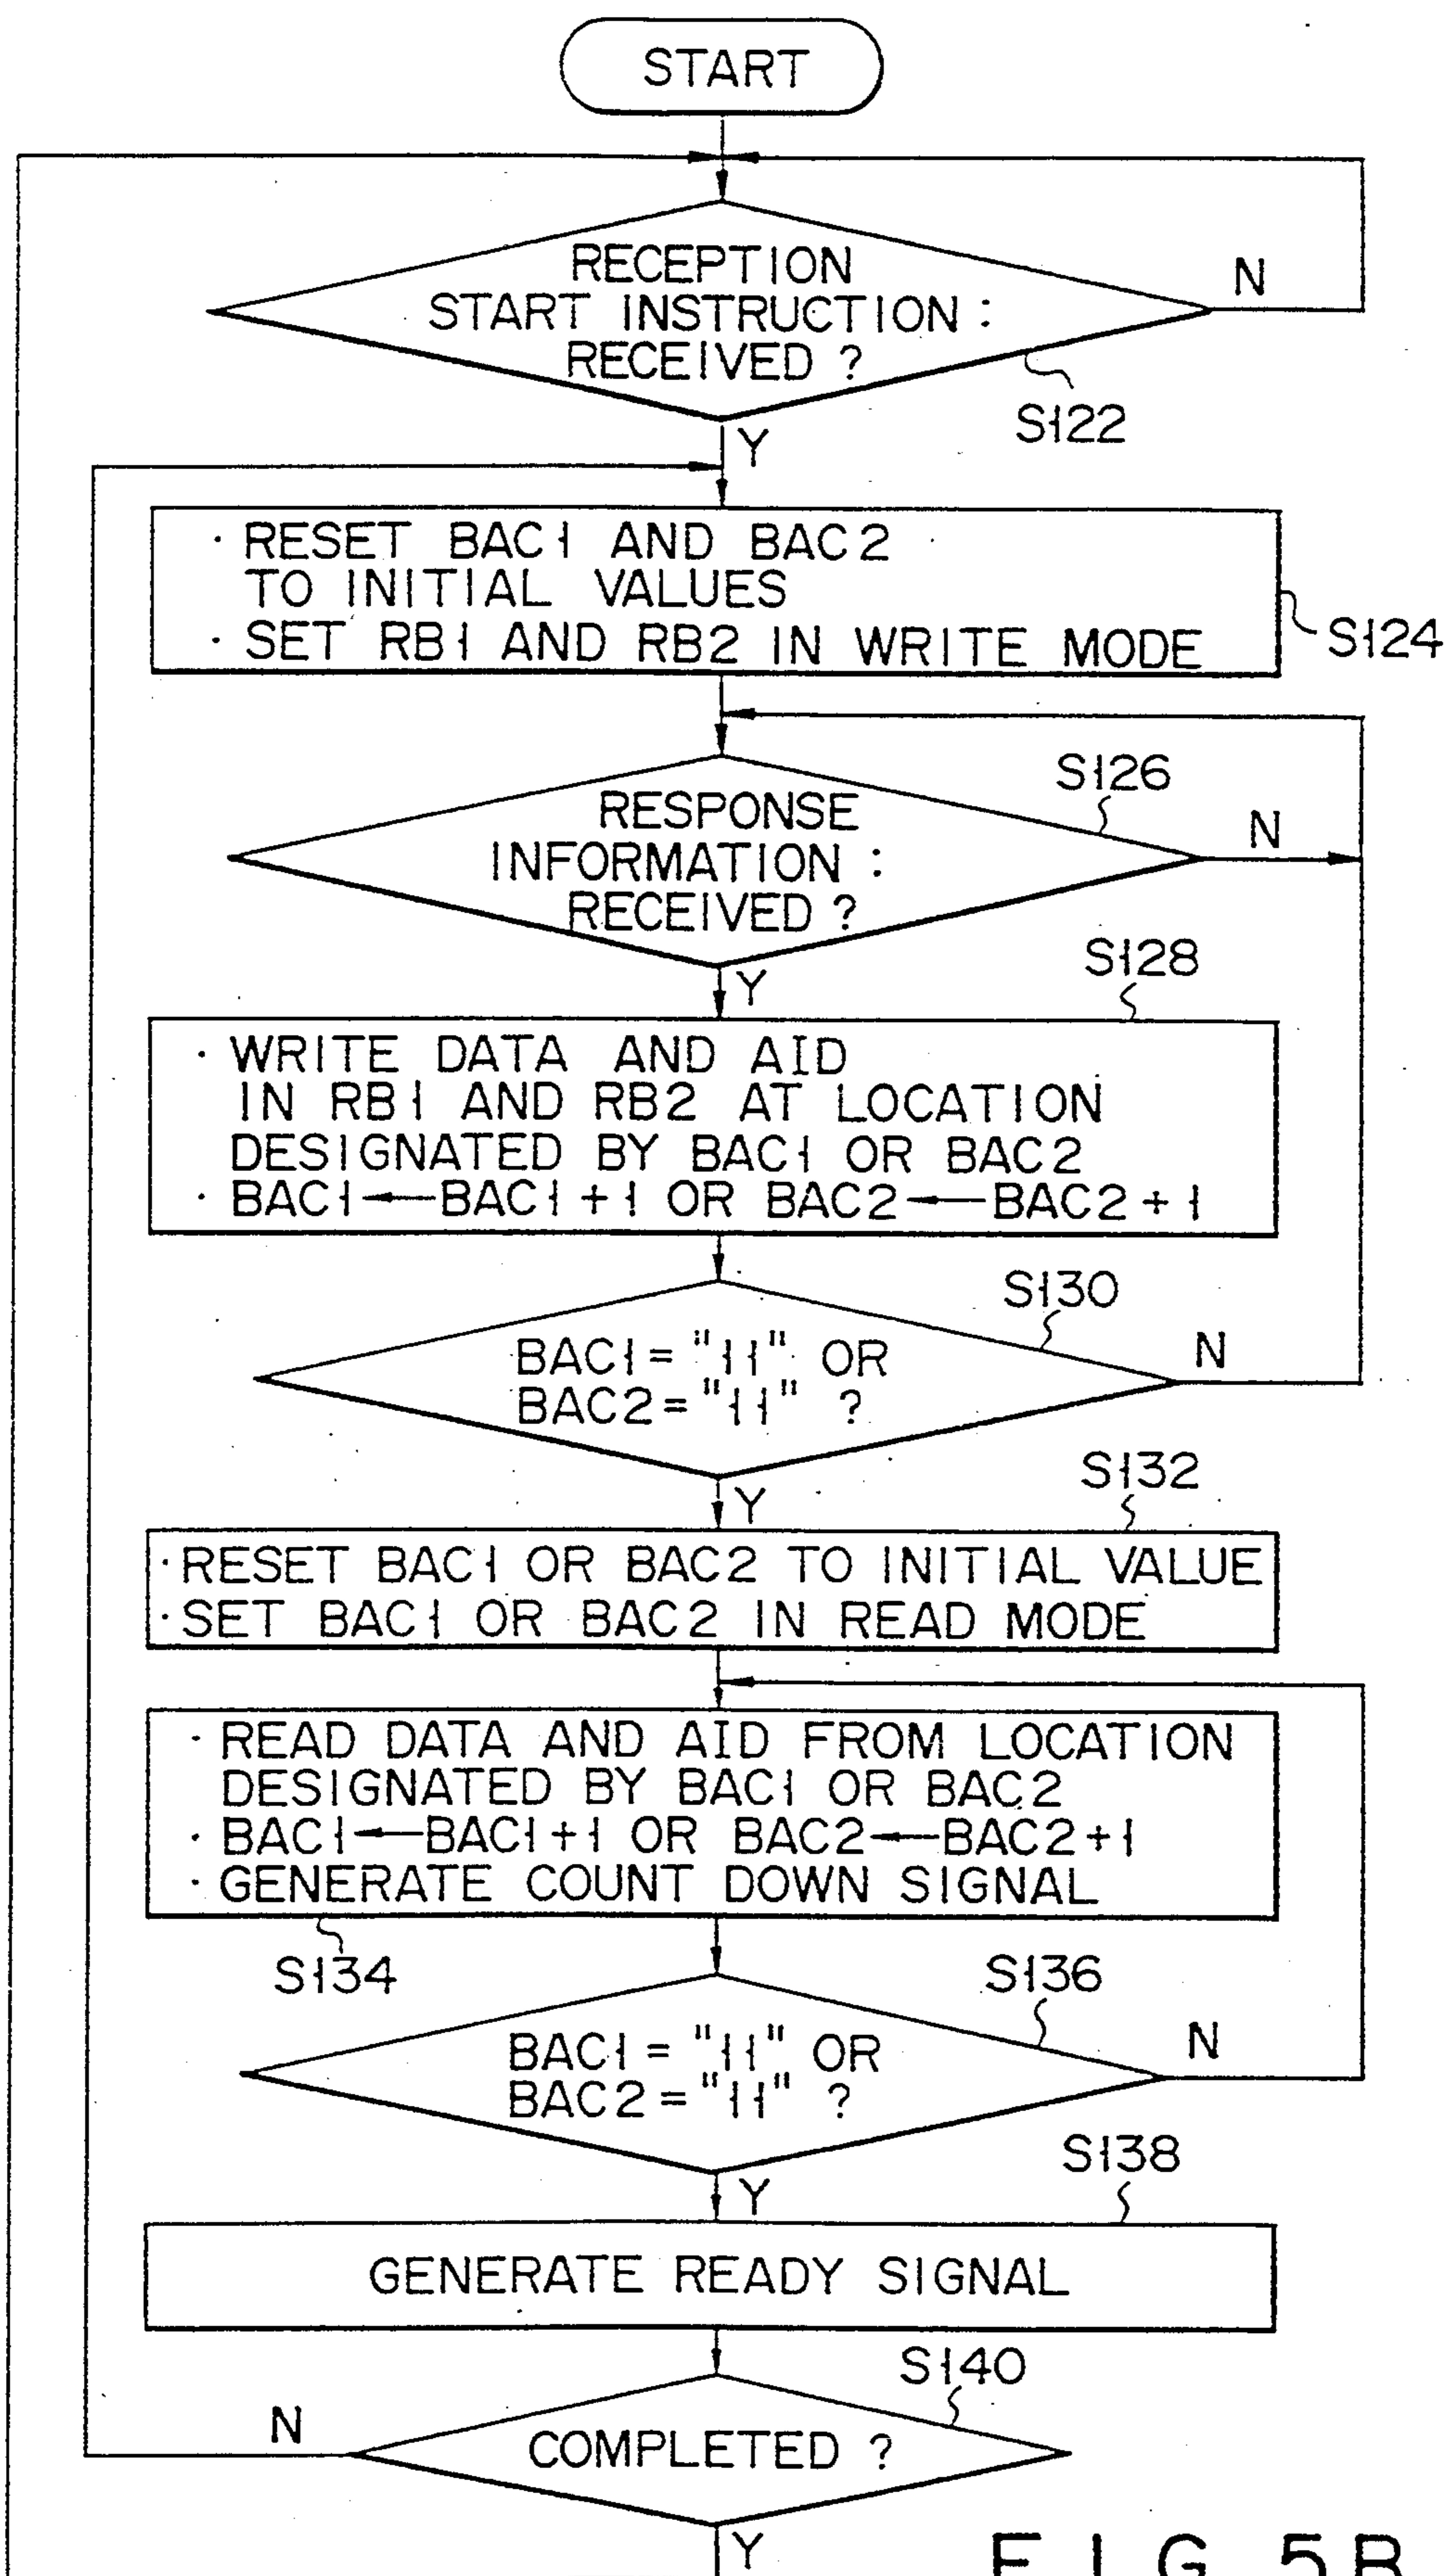 START
RECEPTION
START INSTRUCTION :
RECEIVED ?
N
S122
Y
· RESET BAC1 AND BAC2
TO INITIAL VALUES
· SET RB1 AND RB2 IN WRITE MODE
S124
S126
RESPONSE
INFORMATION :
RECEIVED ?
N
Y
S128
· WRITE DATA AND AID
IN RB1 AND RB2 AT LOCATION
DESIGNATED BY BAC1 OR BAC2
· BAC1←BAC1+1 OR BAC2←BAC2+1
S130
BAC1= "11" OR
BAC2="11" ?
N
Y
S132
·RESET BAC1 OR BAC2 TO INITIAL VALUE
·SET BAC1 OR BAC2 IN READ MODE
· READ DATA AND AID FROM LOCATION
DESIGNATED BY BAC1 OR BAC2
· BAC1←BAC1+1 OR BAC2←BAC2+1
· GENERATE COUNT DOWN SIGNAL
S134
S136
BAC1= "11" OR
BAC2="11" ?
N
Y
S138
GENERATE READY SIGNAL
S140
N
COMPLETED ?
Y
FIG. 5B